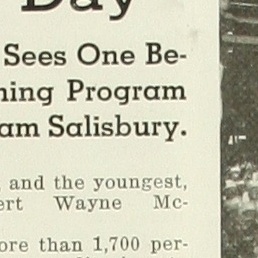 Day
Sees One Be-
ning Program
am Salisbury.
, and the youngest,
ert Wayne Mc-
ore than 1,700 per-